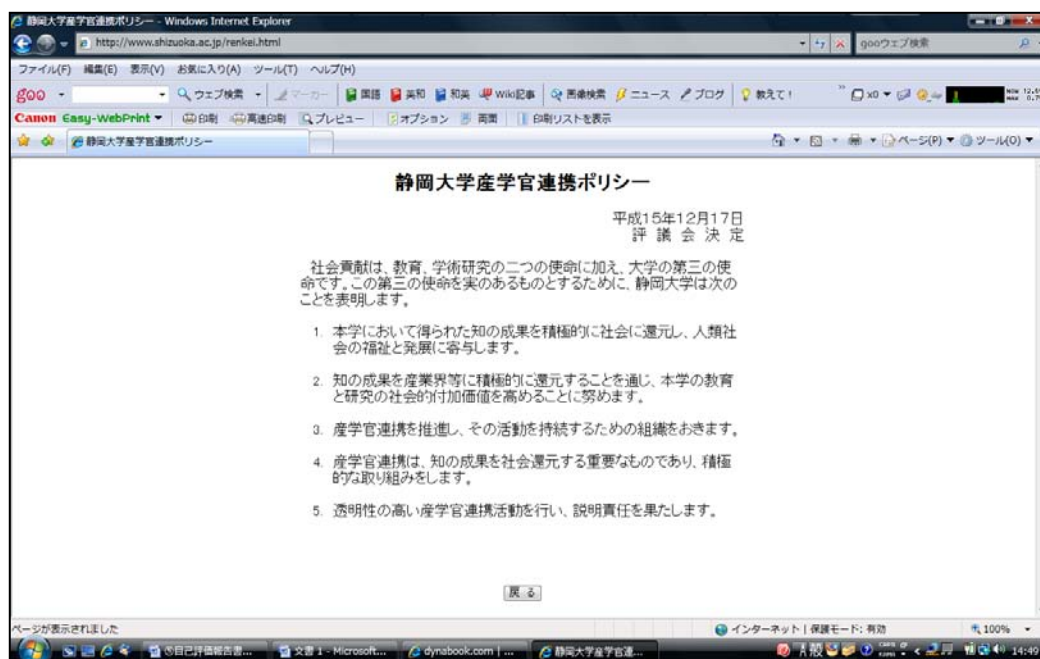 静岡大学産学官連携ポリシー - Windows Internet Explorer
http://www.shizuoka.ac.jp/renkei.html
gooウェブ検索
ファイル(F) 編集(E) 表示(V) お気に入り(A) ツール(T) ヘルプ(H)
goo ウェブ検索 マーカー 国語 英和 和英 Wiki記事 画像検索 ニュース ブログ 教えて! x0
Canon Easy-WebPrint 印刷 高速印刷 プレビュー オプション 両面 印刷リストを表示
静岡大学産学官連携ポリシー ページ(P) ツール(O)
静岡大学産学官連携ポリシー
平成15年12月17日
評 議 会 決 定
社会貢献は、教育、学術研究の二つの使命に加え、大学の第三の使
命です。この第三の使命を実のあるものとするために、静岡大学は次の
ことを表明します。
1. 本学において得られた知の成果を積極的に社会に還元し、人類社
会の福祉と発展に寄与します。
2. 知の成果を産業界等に積極的に還元することを通じ、本学の教育
と研究の社会的付加価値を高めることに努めます。
3. 産学官連携を推進し、その活動を持続するための組織をおきます。
4. 産学官連携は、知の成果を社会還元する重要なものであり、積極
的な取り組みをします。
5. 透明性の高い産学官連携活動を行い、説明責任を果たします。
戻 る
ページが表示されました インターネット | 保護モード: 有効 100%
⑤自己評価報告書... 文書 1 - Microsoft... dynabook.com | ... 静岡大学産学官連... A 般 14:49